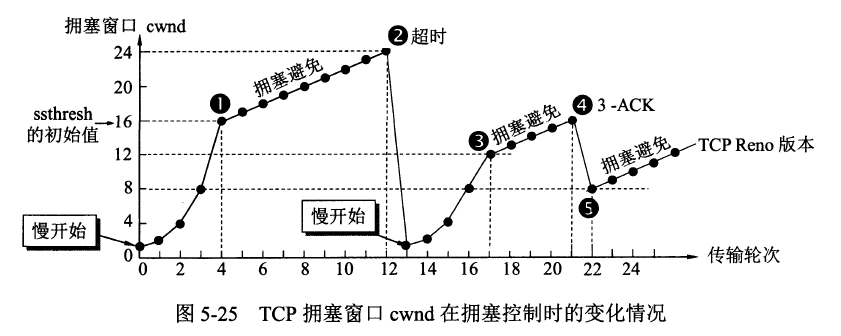 拥塞窗口 cwnd
24
20
16
12
8
4
0
ssthresh
的初始值
慢开始
❶
拥塞避免
❷超时
慢开始
❸
拥塞避免
❹ 3 -ACK
❺
拥塞避免
TCP Reno 版本
0 2 4 6 8 10 12 13 14 16 17 18 20 21 22 24
传输轮次
图 5-25 TCP 拥塞窗口 cwnd 在拥塞控制时的变化情况